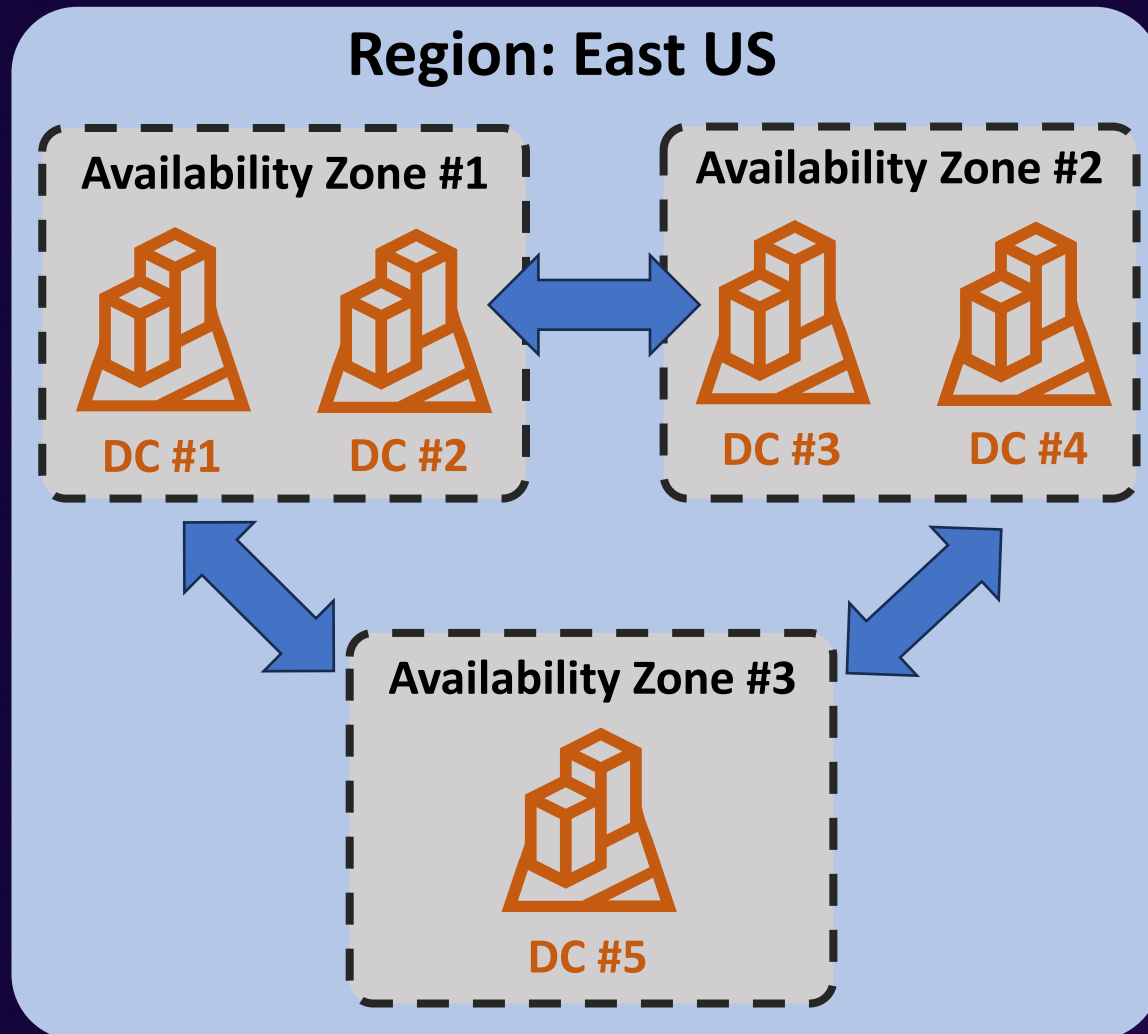 Region: East US
Availability Zone #1
DC #1
DC #2
Availability Zone #2
DC #3
DC #4
Availability Zone #3
DC #5